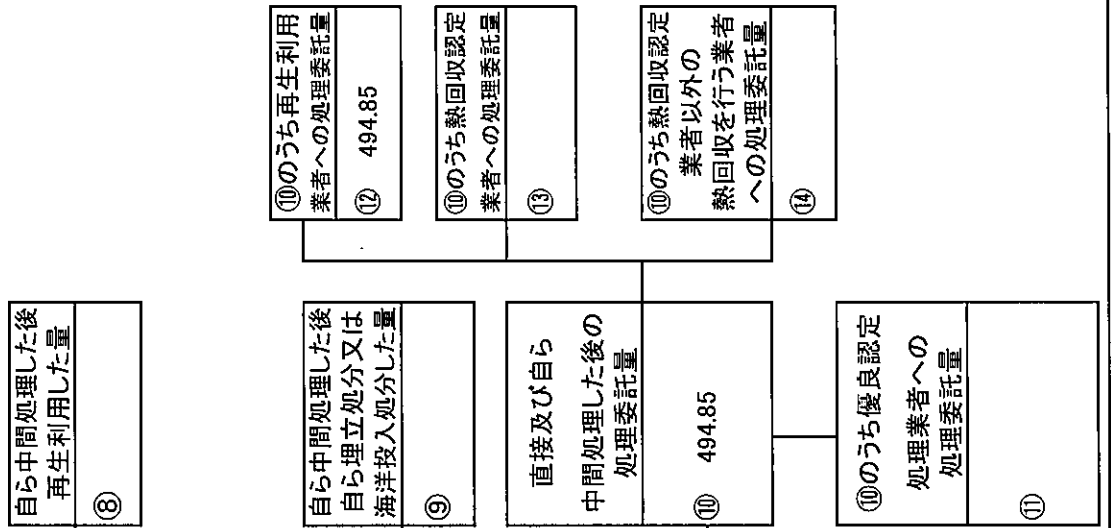 自ら中間処理した後
再生利用した量
⑧
自ら中間処理した後
自ら埋立処分又は
海洋投入処分した量
⑨
直接及び自ら
中間処理した後の
処理委託量
⑩ 494.85
⑩のうち優良認定
処理業者への
処理委託量
⑪
⑩のうち再生利用
業者への処理委託量
⑫ 494.85
⑩のうち熱回収認定
業者への処理委託量
⑬
⑩のうち熱回収認定
業者以外の
熱回収を行う業者
への処理委託量
⑭